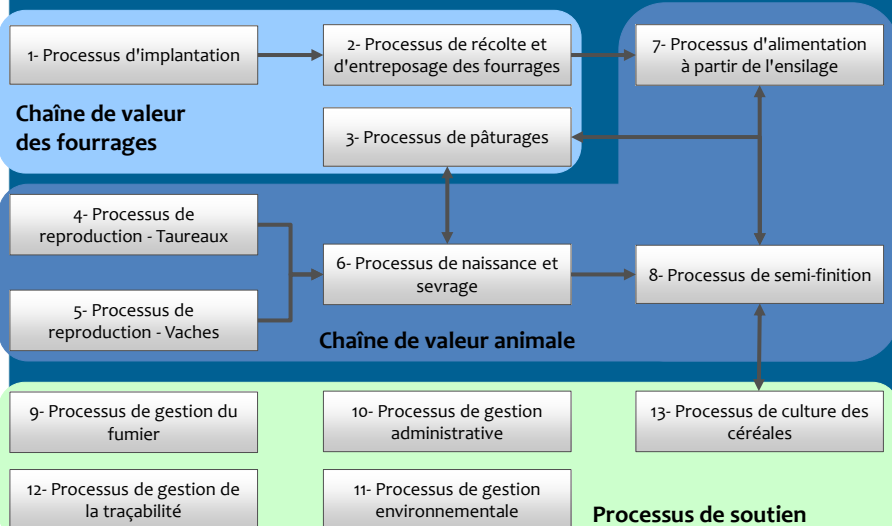 1- Processus d'implantation
2- Processus de récolte et
d'entreposage des fourrages
7- Processus d'alimentation
à partir de l'ensilage
Chaîne de valeur
des fourrages
3- Processus de pâturages
4- Processus de
reproduction - Taureaux
6- Processus de naissance et
sevrage
8- Processus de semi-finition
5- Processus de
reproduction - Vaches
Chaîne de valeur animale
9- Processus de gestion du
fumier
10- Processus de gestion
administrative
13- Processus de culture des
céréales
12- Processus de gestion de
la traçabilité
11- Processus de gestion
environnementale
Processus de soutien